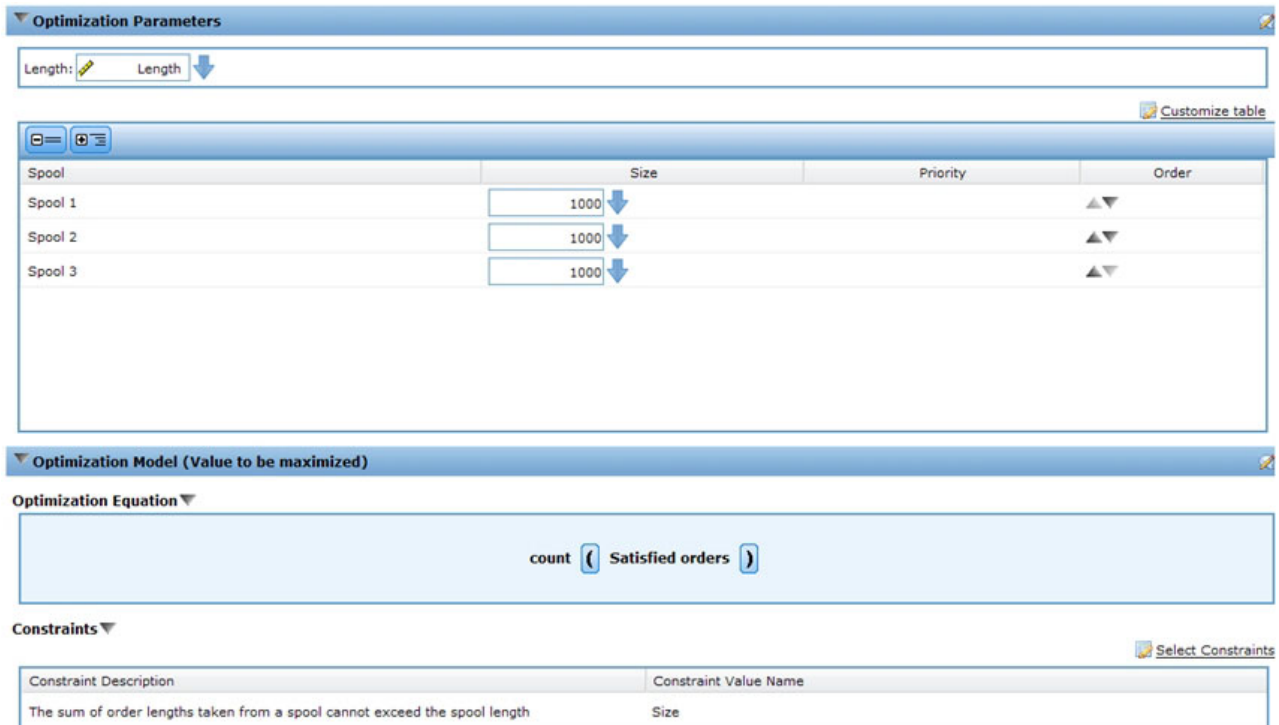 Optimization Parameters
Length: Length
Customize table
Spool Size Priority Order
Spool 1 1000
Spool 2 1000
Spool 3 1000
Optimization Model (Value to be maximized)
Optimization Equation
count ( Satisfied orders )
Constraints
Select Constraints
Constraint Description Constraint Value Name
The sum of order lengths taken from a spool cannot exceed the spool length Size